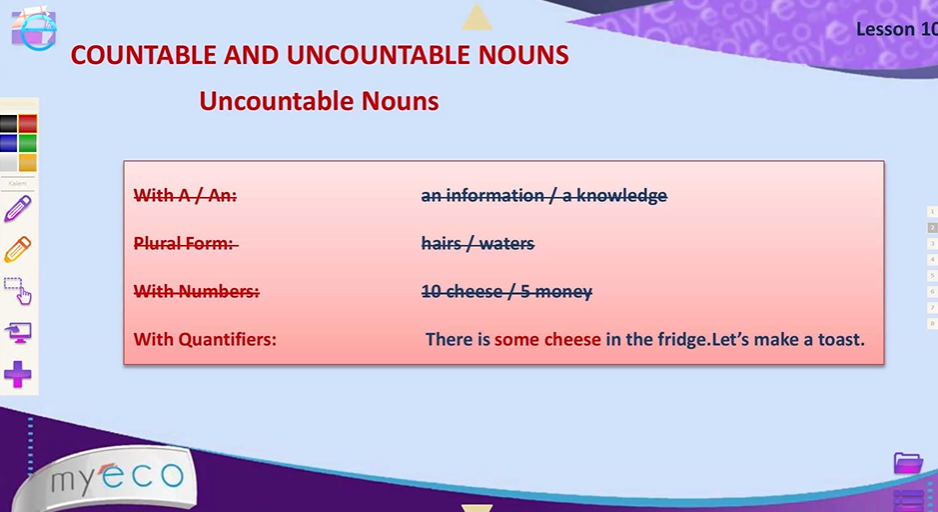 Lesson 10
COUNTABLE AND UNCOUNTABLE NOUNS
Uncountable Nouns
With A / An: an information / a knowledge
Plural Form: hairs / waters
With Numbers: 10 cheese / 5 money
With Quantifiers: There is some cheese in the fridge.Let's make a toast.
Kalem
1
2
3
4
5
6
7
8
myeco